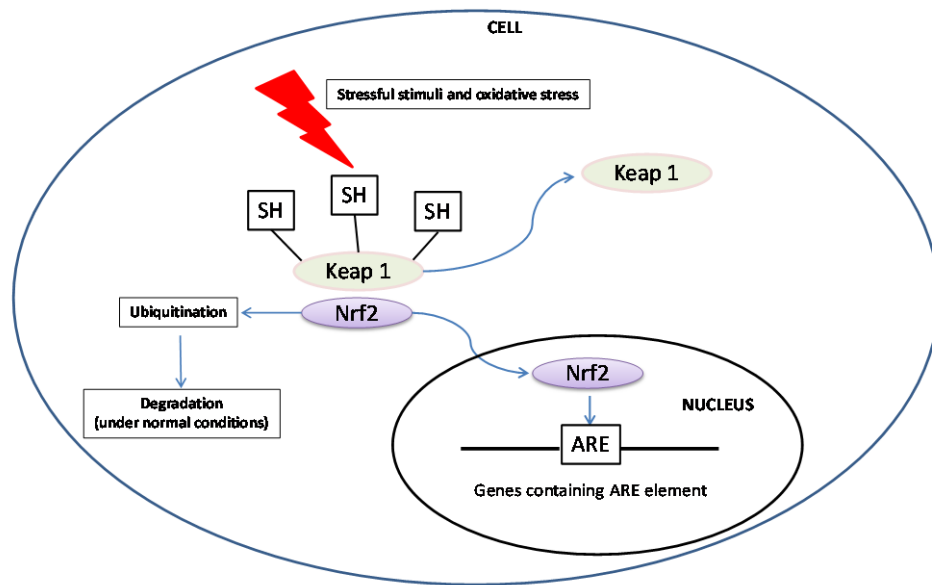 CELL
Stressful stimuli and oxidative stress
Keap 1
SH
SH
SH
Keap 1
Ubiquitination
Nrf2
Degradation
(under normal conditions)
Nrf2
NUCLEUS
ARE
Genes containing ARE element